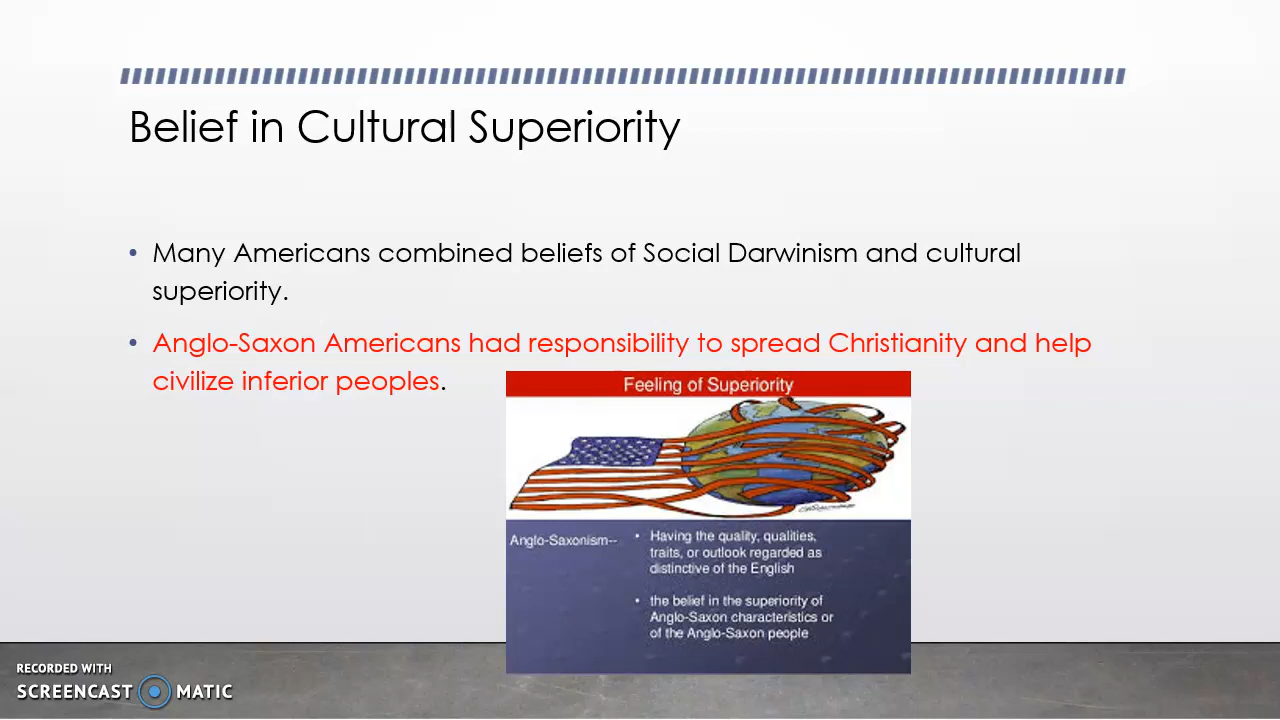 Belief in Cultural Superiority
• Many Americans combined beliefs of Social Darwinism and cultural
superiority.
• Anglo-Saxon Americans had responsibility to spread Christianity and help
civilize inferior peoples.
Feeling of Superiority
Anglo-Saxonism--
• Having the quality, qualities,
traits, or outlook regarded as
distinctive of the English
• the belief in the superiority of
Anglo-Saxon characteristics or
of the Anglo-Saxon people
RECORDED WITH
SCREENCAST MATIC